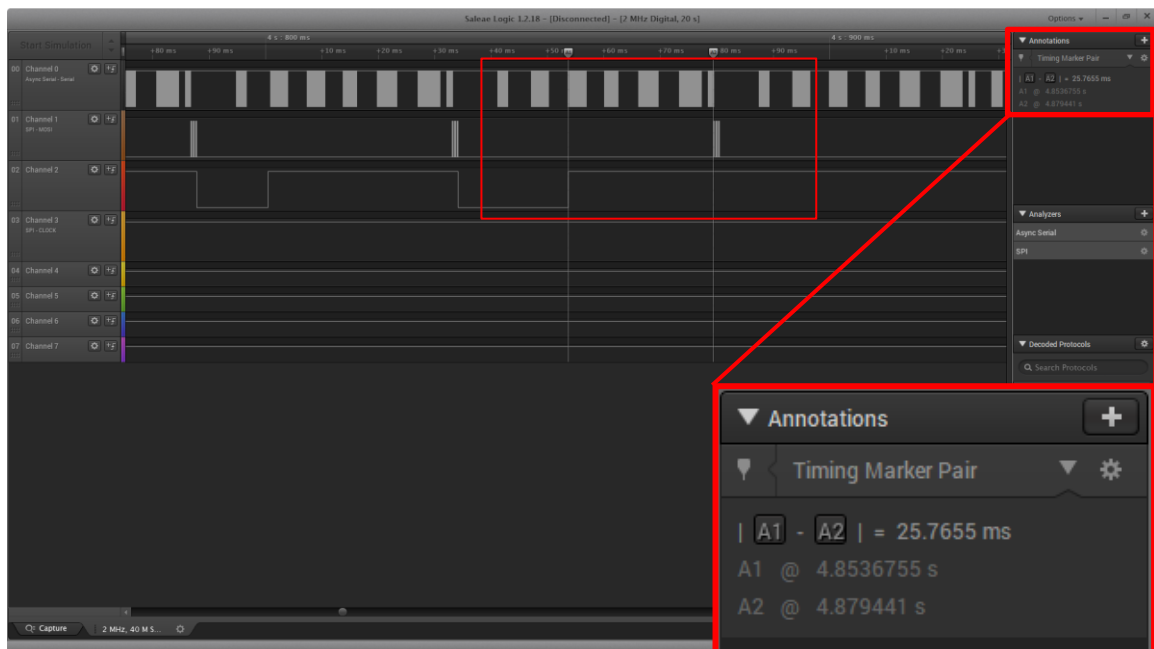 Saleae Logic 1.2.18 - [Disconnected] - [2 MHz Digital, 20 s]
Options
Start Simulation
4 s : 800 ms
4 s : 900 ms
+80 ms
+90 ms
+10 ms
+20 ms
+30 ms
+40 ms
+50
+60 ms
+70 ms
80 ms
+90 ms
+10 ms
+20 ms
00 Channel 0
Async Serial - Serial
01 Channel 1
SPI - MOSI
02 Channel 2
03 Channel 3
SPI - CLOCK
04 Channel 4
05 Channel 5
06 Channel 6
07 Channel 7
Annotations
Timing Marker Pair
| A1 - A2 | = 25.7655 ms
A1 @ 4.8536755 s
A2 @ 4.879441 s
Analyzers
Async Serial
SPI
Decoded Protocols
Search Protocols
Annotations
Timing Marker Pair
| A1 - A2 | = 25.7655 ms
A1 @ 4.8536755 s
A2 @ 4.879441 s
Capture
2 MHz, 40 M S...